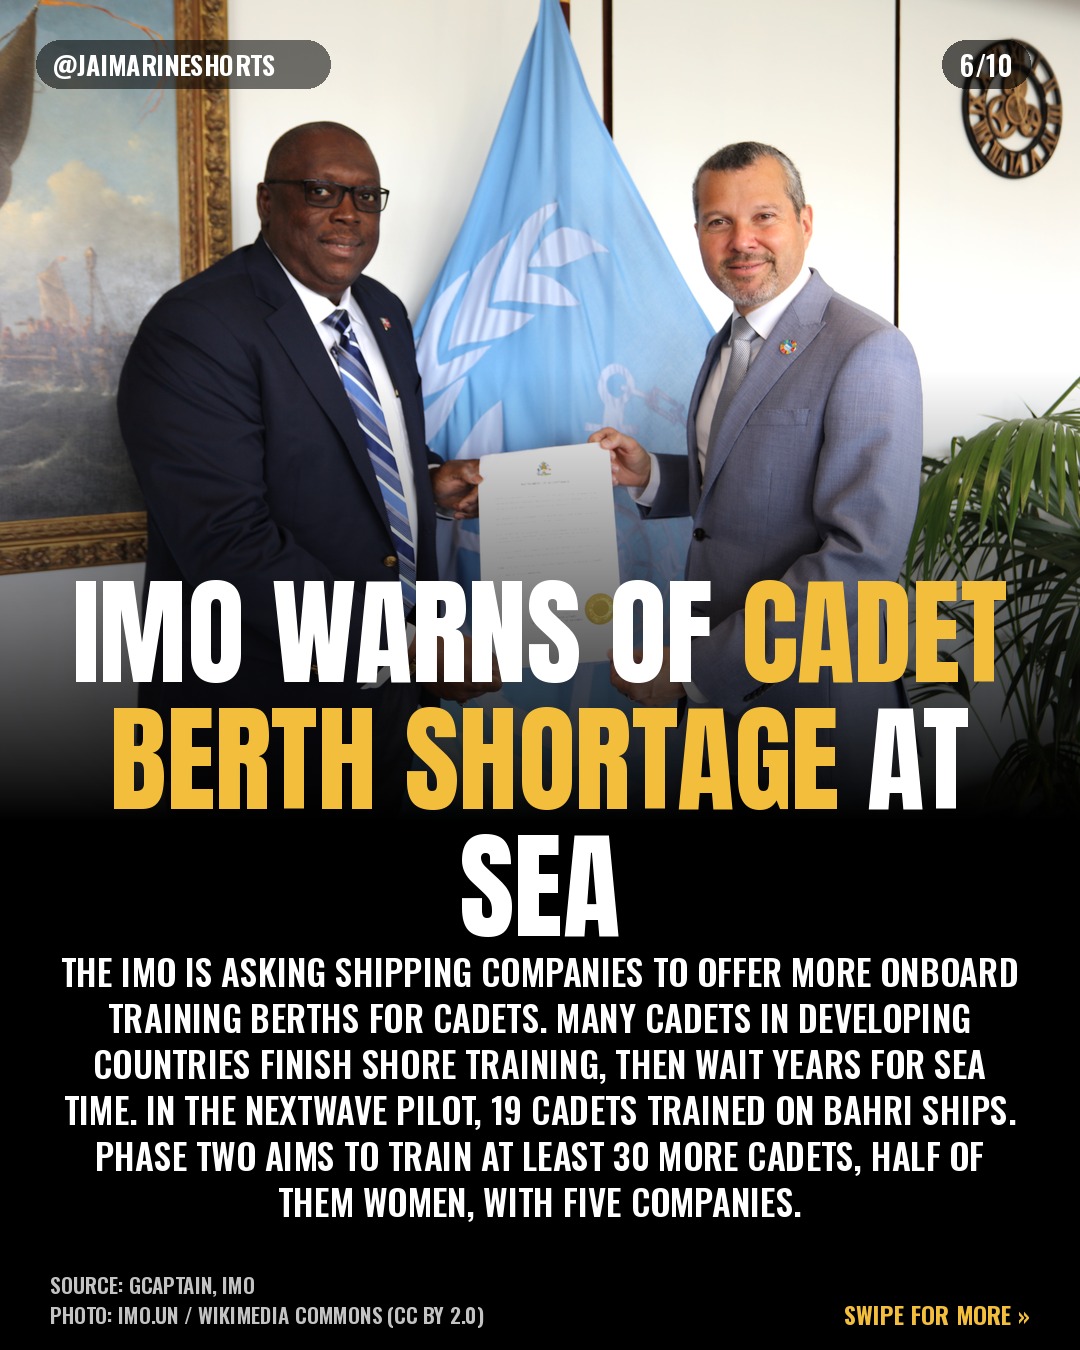 @JAIMARINESHORTS
6/10
IMO WARNS OF CADET
BERTH SHORTAGE AT
SEA
THE IMO IS ASKING SHIPPING COMPANIES TO OFFER MORE ONBOARD
TRAINING BERTHS FOR CADETS. MANY CADETS IN DEVELOPING
COUNTRIES FINISH SHORE TRAINING, THEN WAIT YEARS FOR SEA
TIME. IN THE NEXTWAVE PILOT, 19 CADETS TRAINED ON BAHRI SHIPS.
PHASE TWO AIMS TO TRAIN AT LEAST 30 MORE CADETS, HALF OF
THEM WOMEN, WITH FIVE COMPANIES.
SOURCE: GCAPTAIN, IMO
PHOTO: IMO.UN / WIKIMEDIA COMMONS (CC BY 2.0)
SWIPE FOR MORE »